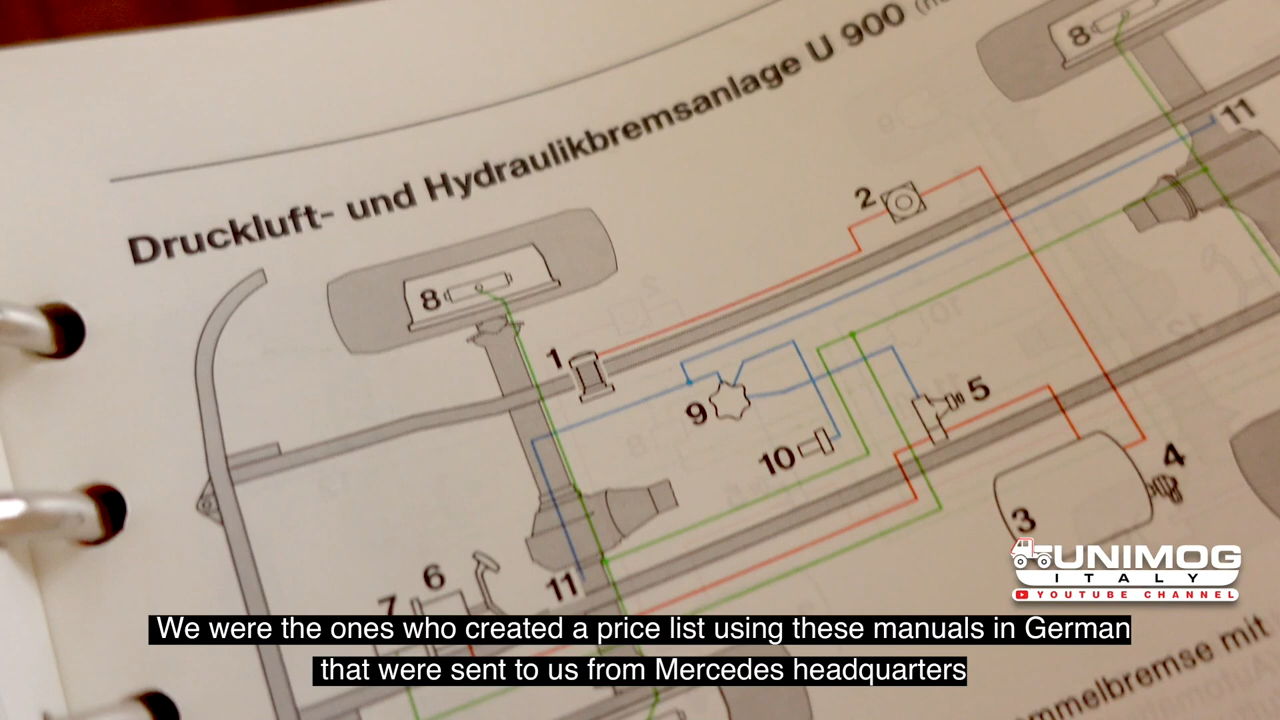 Druckluft- und Hydraulikbremsanlage U 900
8
11
2
8
1
9
5
10
4
3
6
7
11
UNIMOG
ITALY
YOUTUBE CHANNEL
We were the ones who created a price list using these manuals in German
that were sent to us from Mercedes headquarters
mit